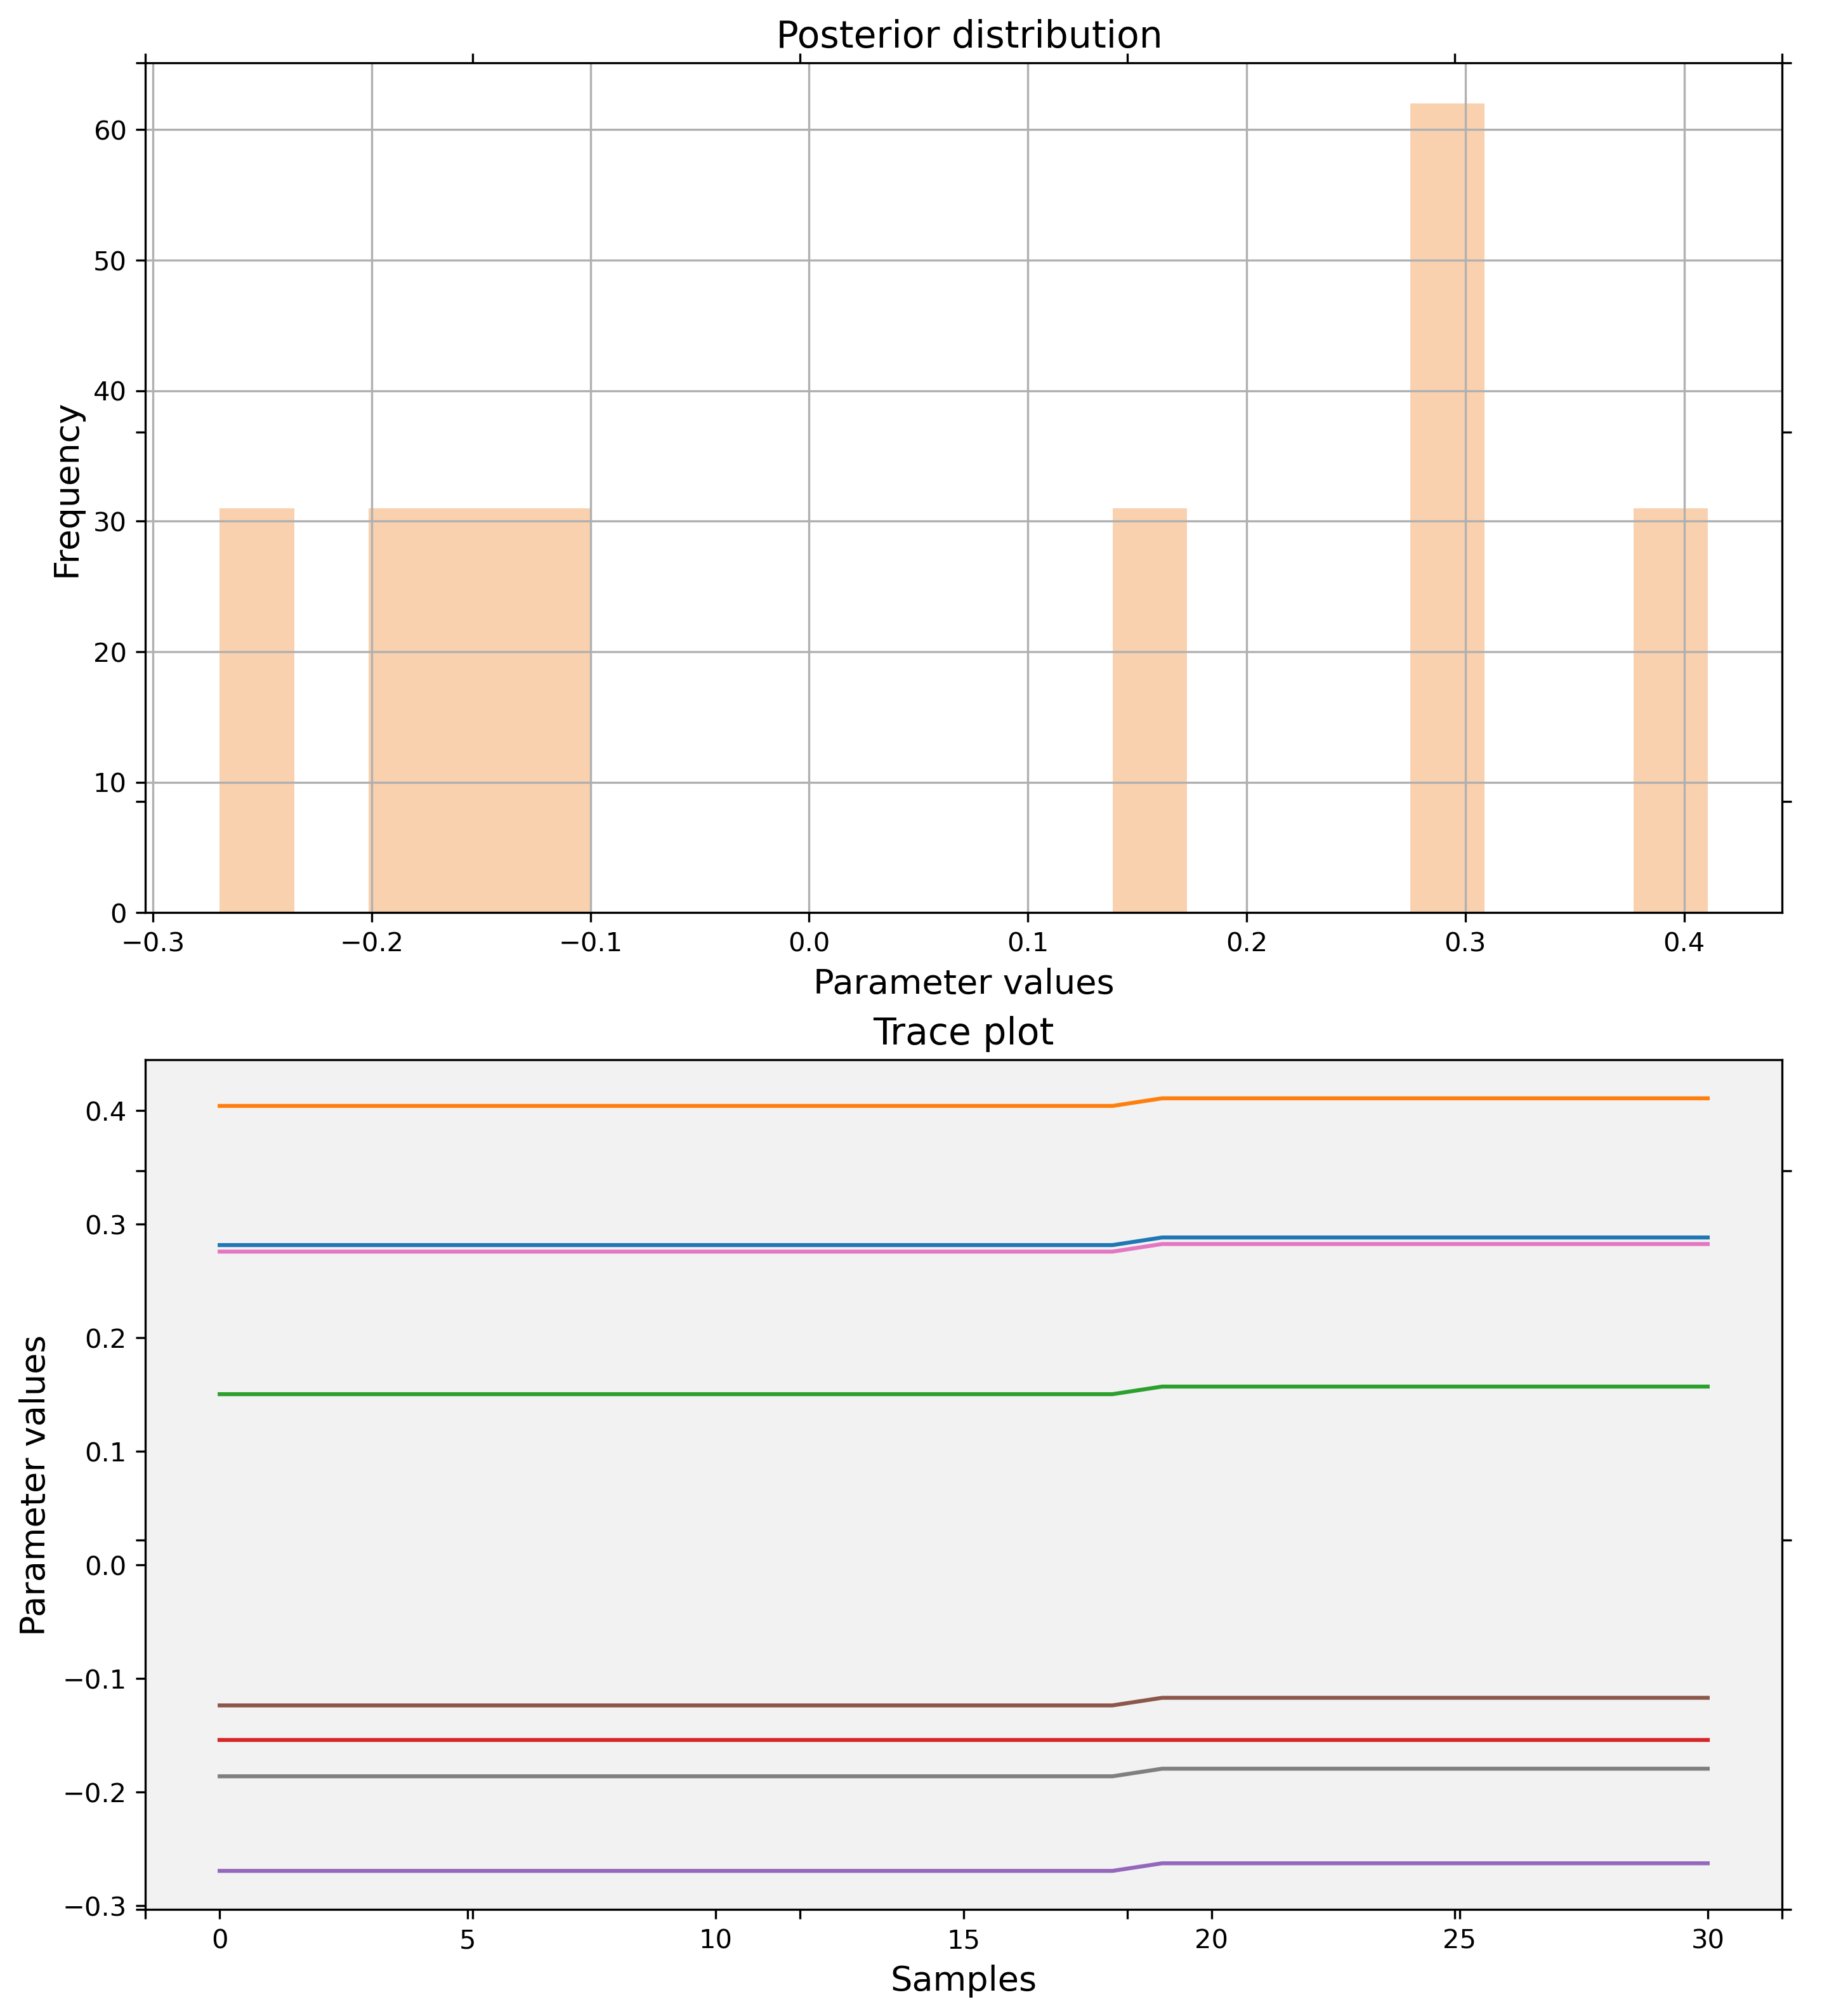 Posterior distribution
60
50
40
30
20
10
0
Frequency
−0.3 −0.2 −0.1 0.0 0.1 0.2 0.3 0.4
Parameter values
Trace plot
0.4
0.3
0.2
0.1
0.0
−0.1
−0.2
−0.3
Parameter values
0 5 10 15 20 25 30
Samples